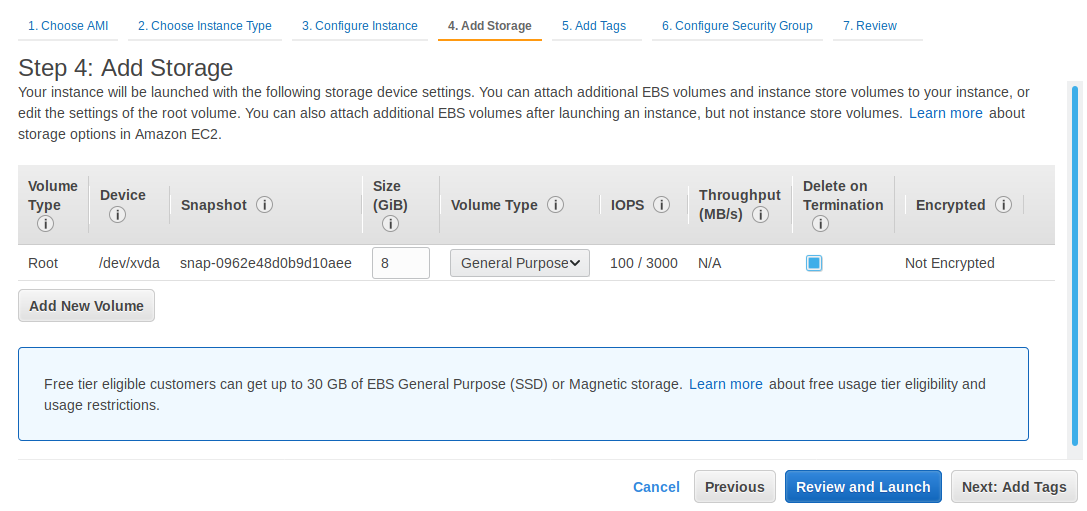 1. Choose AMI 2. Choose Instance Type 3. Configure Instance 4. Add Storage 5. Add Tags 6. Configure Security Group 7. Review
Step 4: Add Storage
Your instance will be launched with the following storage device settings. You can attach additional EBS volumes and instance store volumes to your instance, or
edit the settings of the root volume. You can also attach additional EBS volumes after launching an instance, but not instance store volumes. Learn more about
storage options in Amazon EC2.
Volume Type Device Snapshot Size (GiB) Volume Type IOPS Throughput (MB/s) Delete on Termination Encrypted
Root /dev/xvda snap-0962e48d0b9d10aee 8 General Purpose 100 / 3000 N/A Not Encrypted
Add New Volume
Free tier eligible customers can get up to 30 GB of EBS General Purpose (SSD) or Magnetic storage. Learn more about free usage tier eligibility and
usage restrictions.
Cancel Previous Review and Launch Next: Add Tags